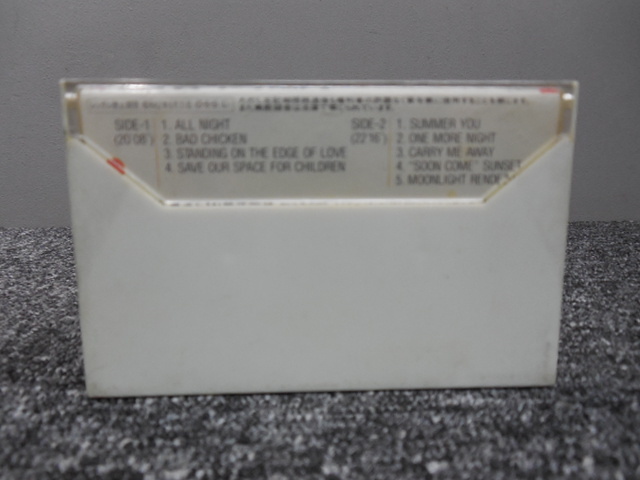 SIDE-1 1. ALL NIGHT
(20'08") 2. BAD CHICKEN
3. STANDING ON THE EDGE OF LOVE
4. SAVE OUR SPACE FOR CHILDREN
SIDE-2 1. SUMMER YOU
(22'16") 2. ONE MORE NIGHT
3. CARRY ME AWAY
4. "SOON COME" SUNSET
5. MOONLIGHT